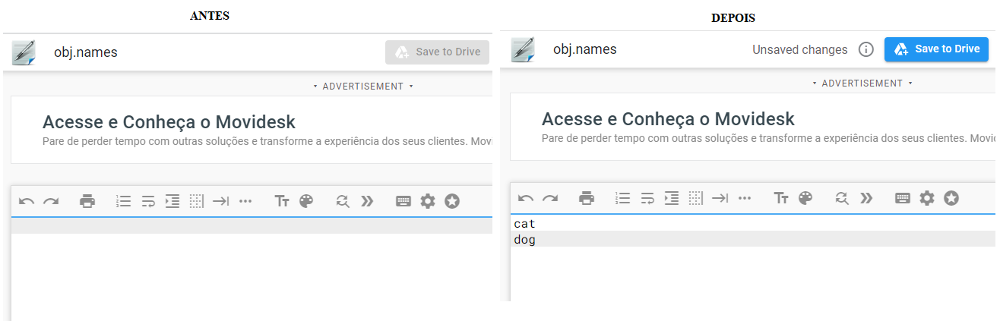 ANTES
obj.names
Save to Drive
ADVERTISEMENT
Acesse e Conheça o Movidesk
Pare de perder tempo com outras soluções e transforme a experiência dos seus clientes. Movi
DEPOIS
obj.names
Unsaved changes
Save to Drive
ADVERTISEMENT
Acesse e Conheça o Movidesk
Pare de perder tempo com outras soluções e transforme a experiência dos seus clientes. Movi
cat
dog